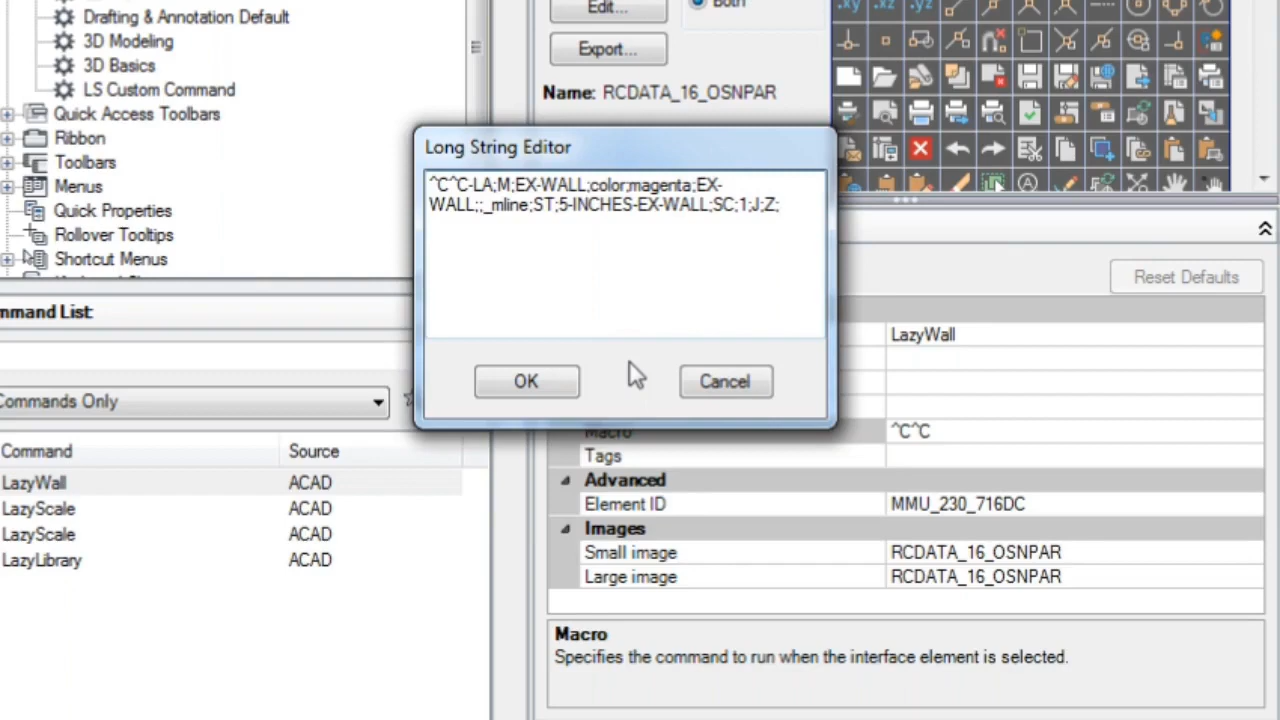 Drafting & Annotation Default
3D Modeling
3D Basics
LS Custom Command
Quick Access Toolbars
Ribbon
Toolbars
Menus
Quick Properties
Rollover Tooltips
Shortcut Menus
Edit...
Both
Export...
Name: RCDATA_16_OSNPAR
.xy .xz .yz
Long String Editor
^C^C-LA;M;EX-WALL;color;magenta;EX-
WALL;;_mline;ST;5-INCHES-EX-WALL;SC;1;J;Z;
OK
Cancel
mmand List:
Commands Only
Command Source
LazyWall ACAD
LazyScale ACAD
LazyScale ACAD
LazyLibrary ACAD
Reset Defaults
LazyWall
Macro ^C^C
Tags
Advanced
Element ID MMU_230_716DC
Images
Small image RCDATA_16_OSNPAR
Large image RCDATA_16_OSNPAR
Macro
Specifies the command to run when the interface element is selected.